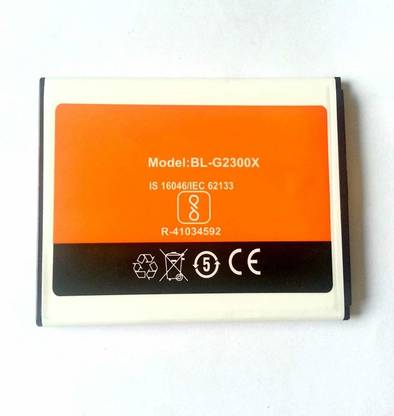 Model:BL-G2300X
IS 16046/IEC 62133
R-41034592
5 CE